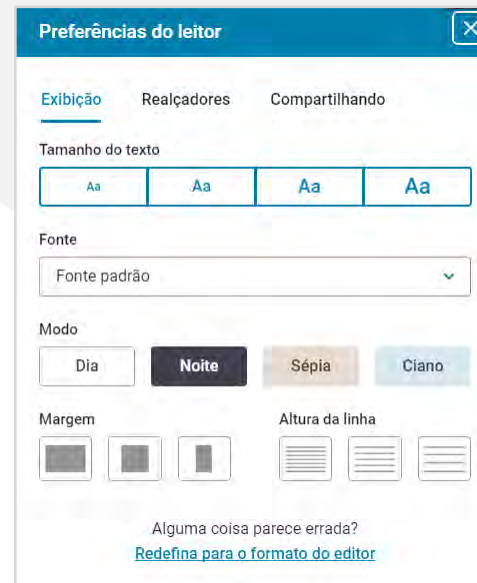 Preferências do leitor
Exibição Realçadores Compartilhando
Tamanho do texto
Aa Aa Aa Aa
Fonte
Fonte padrão
Modo
Dia Noite Sépia Ciano
Margem Altura da linha
Alguma coisa parece errada?
Redefina para o formato do editor